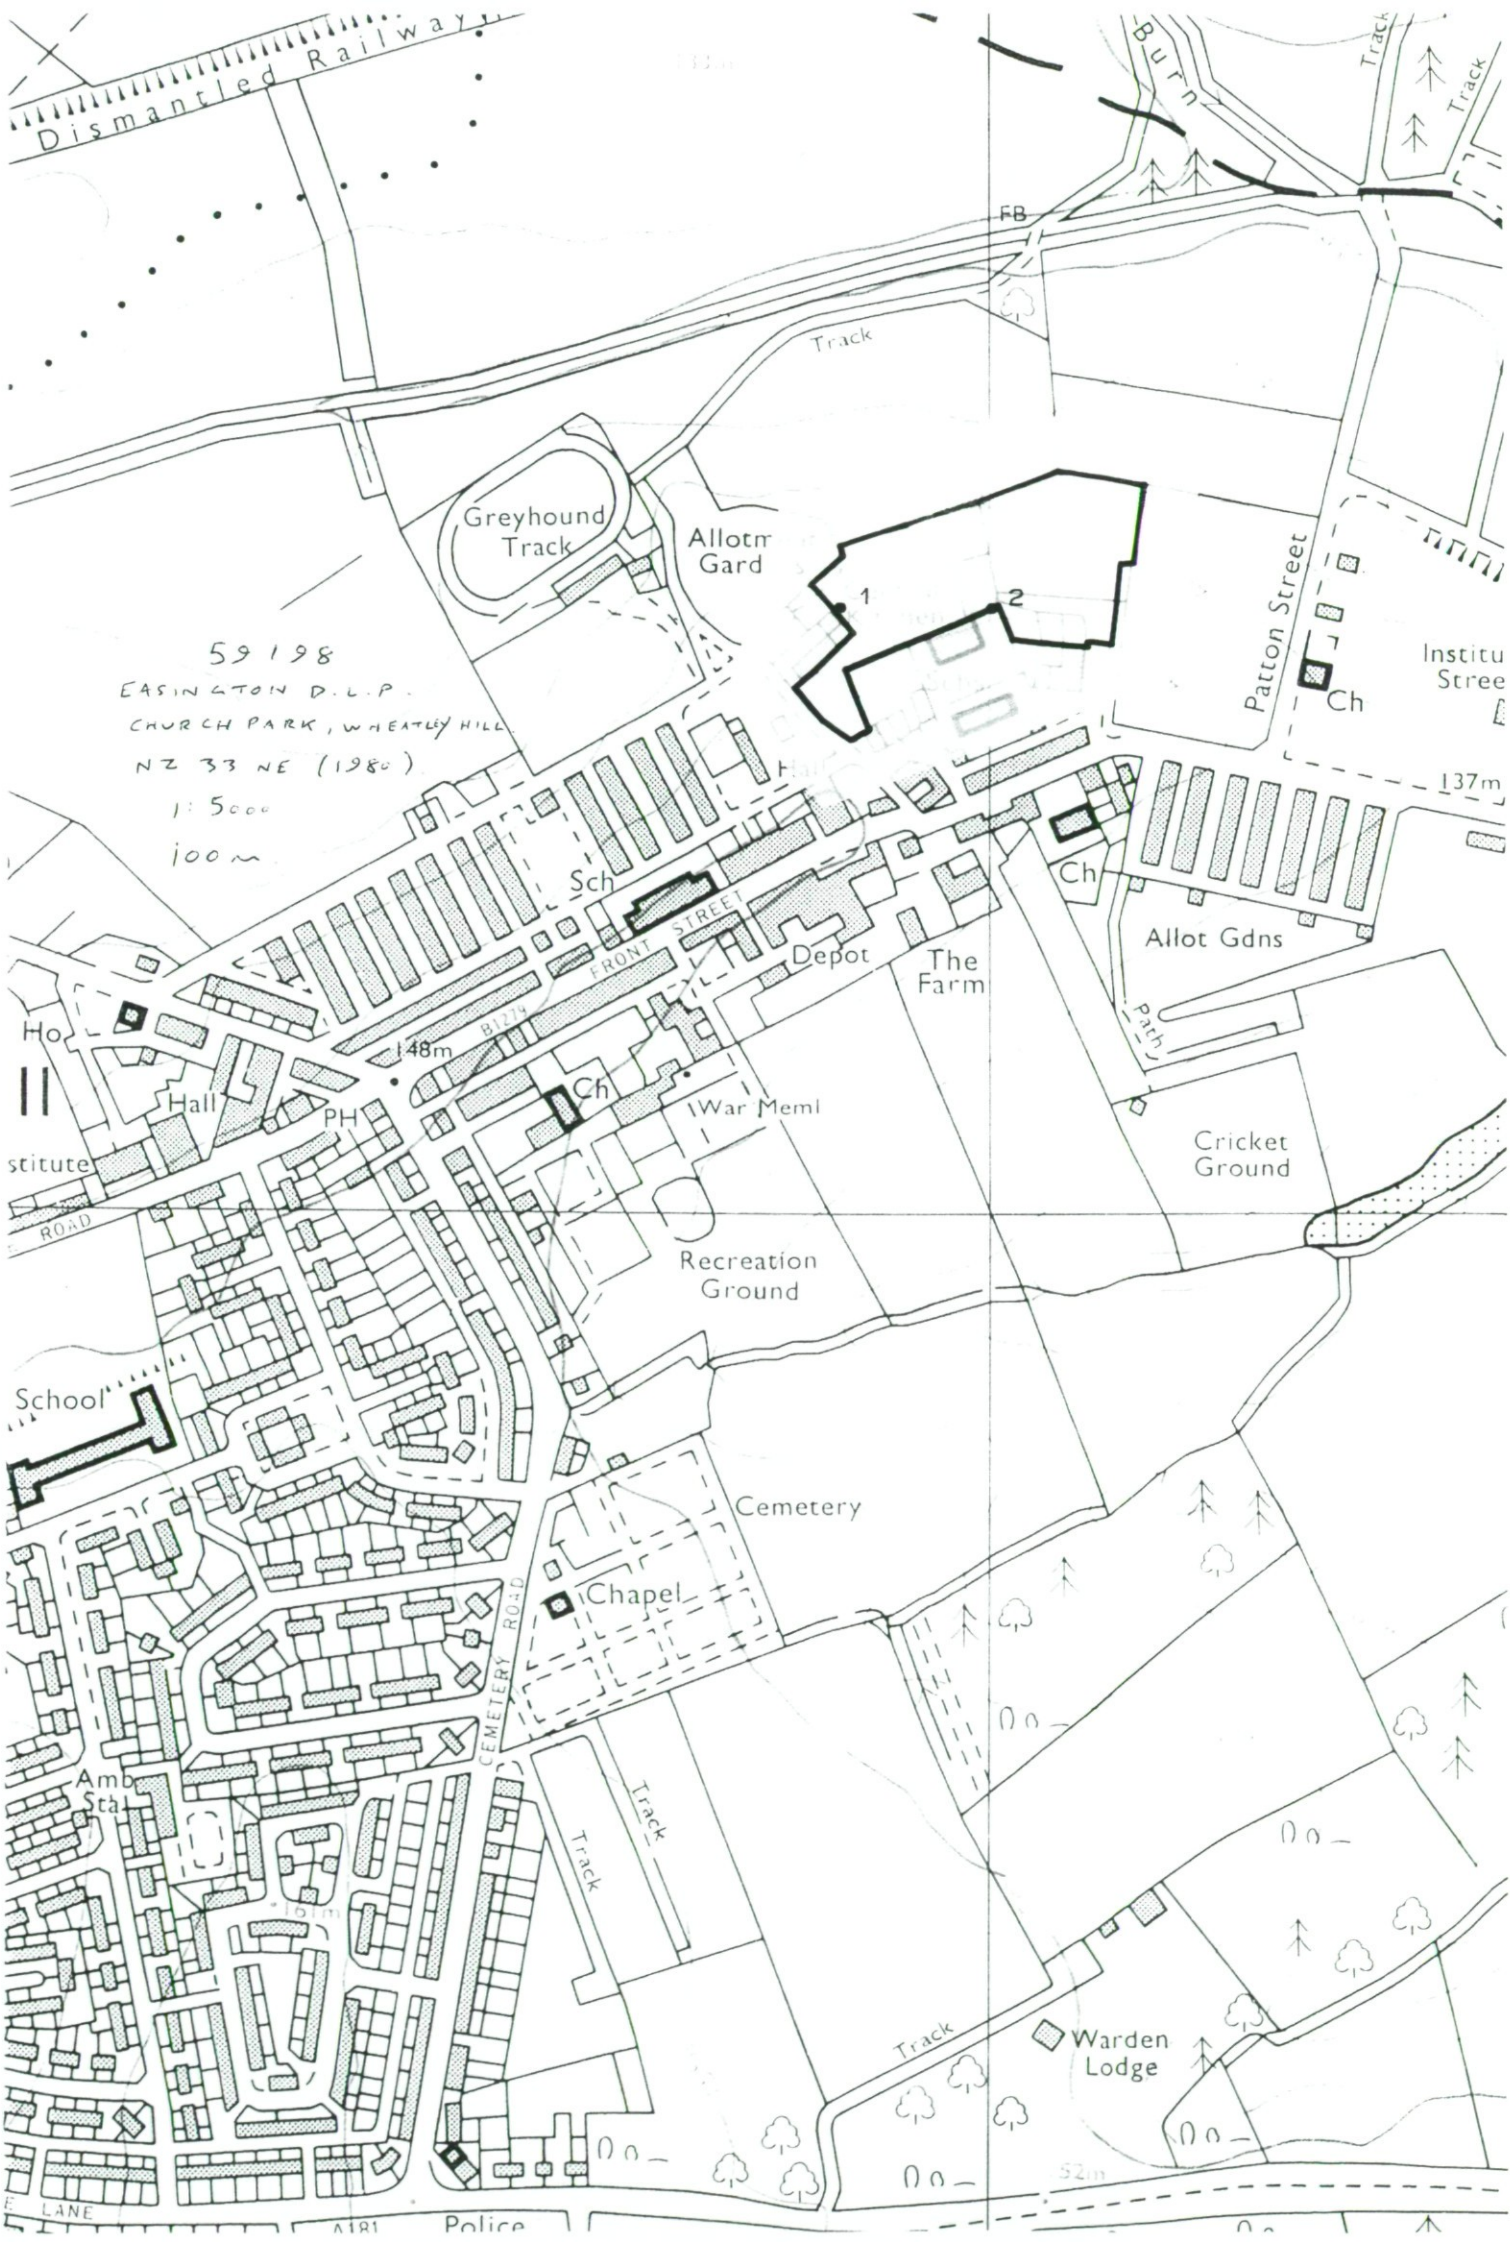 Dismantled Railway
Burn
Track
Track
FB
Track
Greyhound
Track
Allotm
Gard
1
2
Patton Street
Institu
Stree
Ch
59198
EASINGTON D.L.P.
CHURCH PARK, WHEATLEY HILL
NZ 33 NE (1980)
1:5000
100m
Hall
137m
Sch
Ch
FRONT STREET
Depot
The
Farm
Allot Gdns
Path
Ho
B1279
148m
Hall
PH
Ch
War Meml
stitute
ROAD
Cricket
Ground
Recreation
Ground
School
Cemetery
Chapel
CEMETERY ROAD
Amb
Sta
Track
Track
161m
Track
Warden
Lodge
52m
E LANE
A181
Police